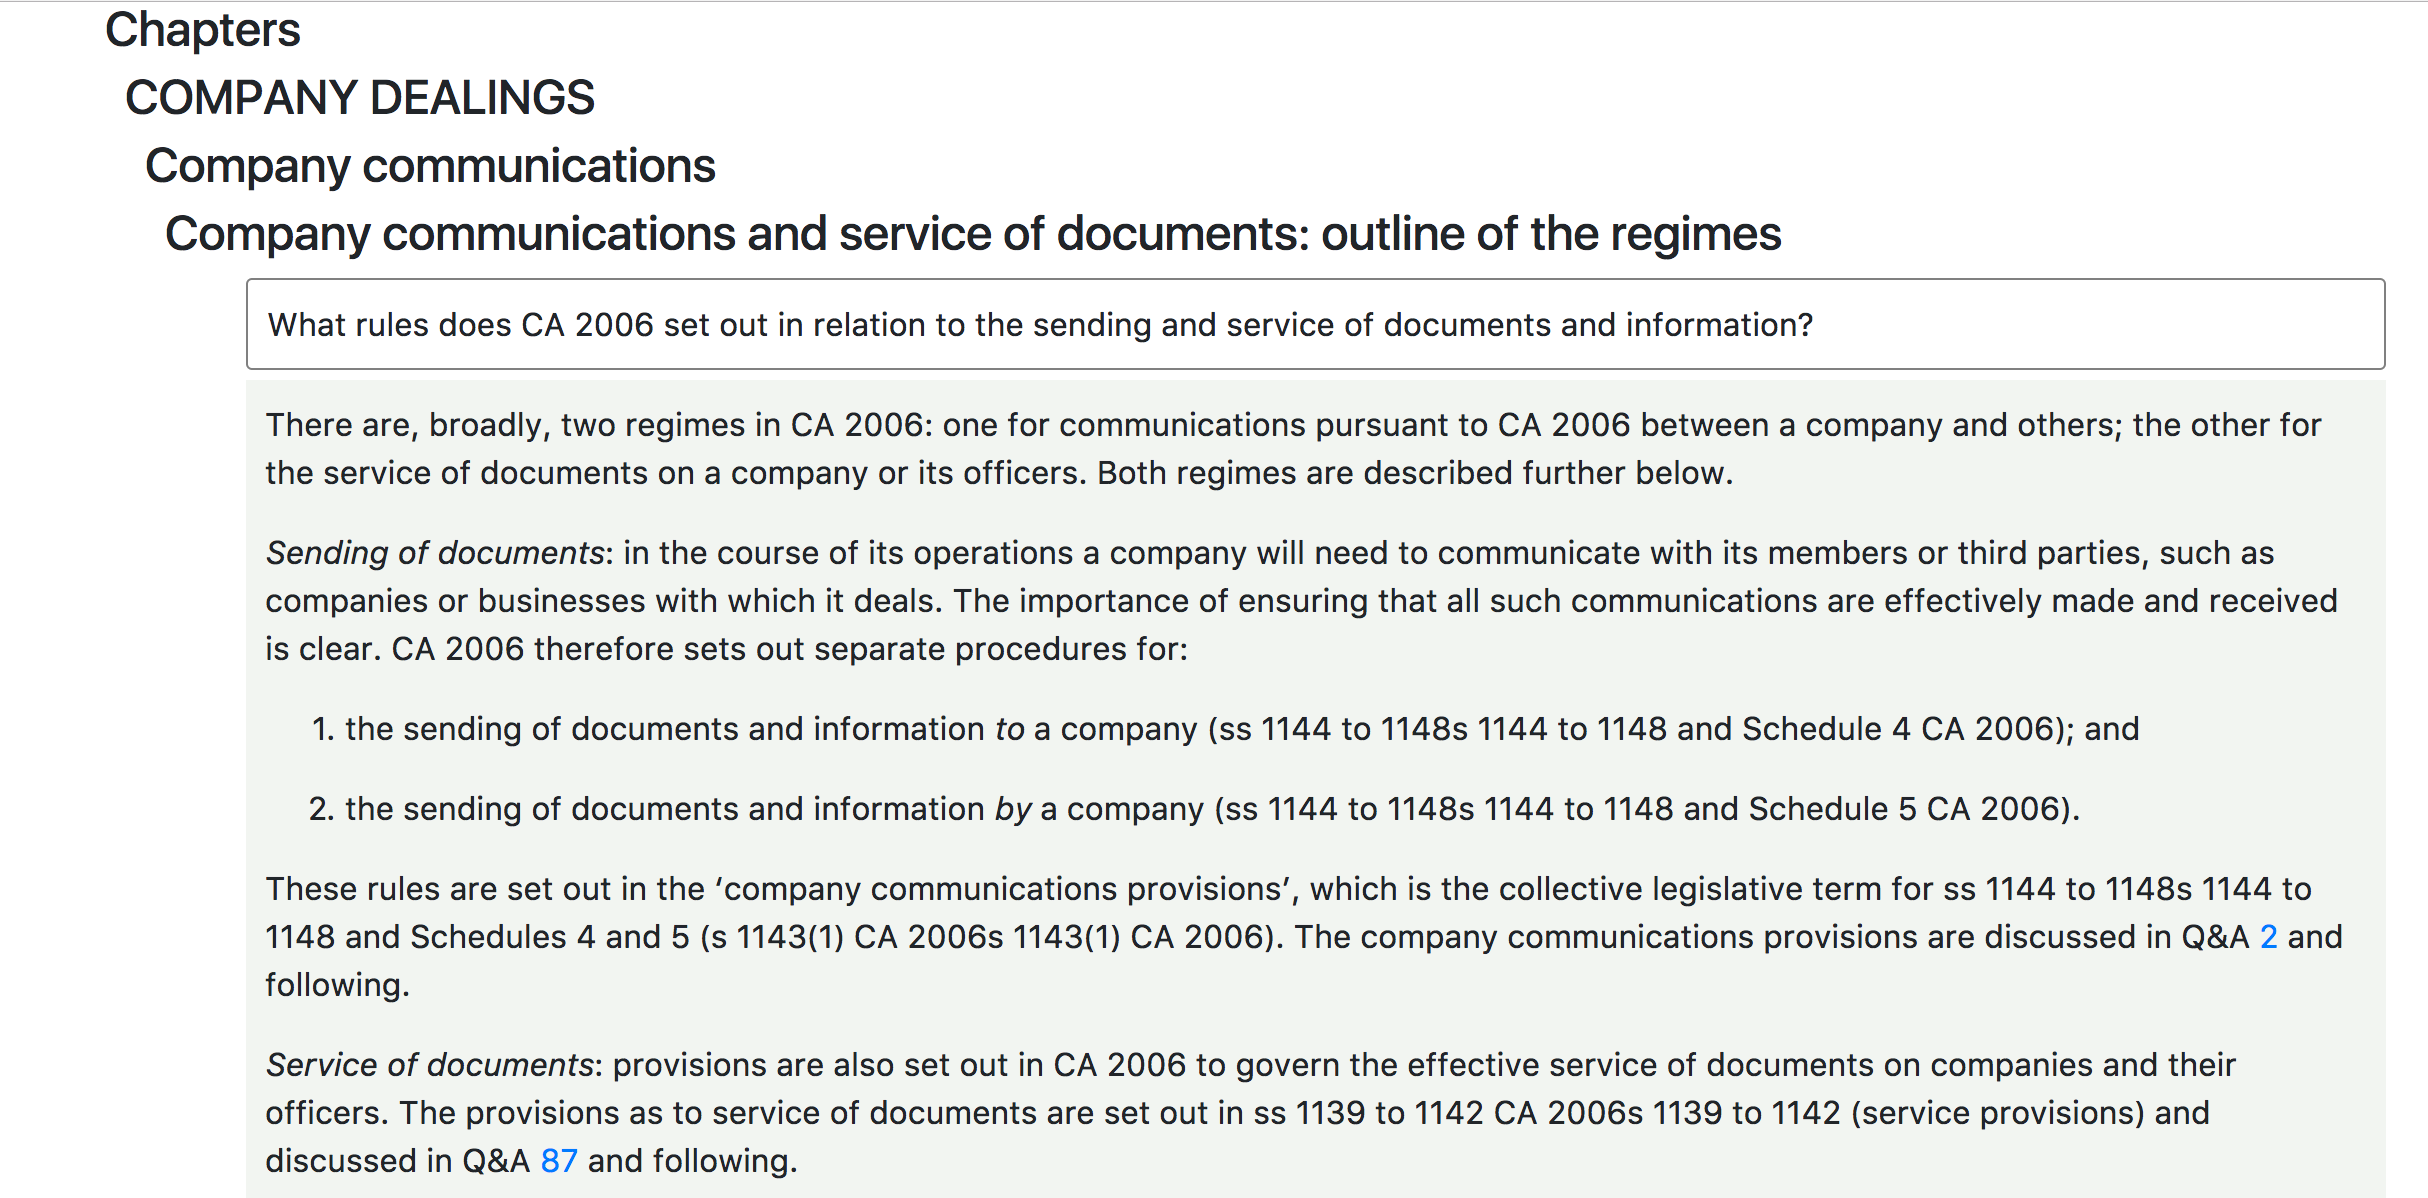 Chapters
COMPANY DEALINGS
Company communications
Company communications and service of documents: outline of the regimes
What rules does CA 2006 set out in relation to the sending and service of documents and information?
There are, broadly, two regimes in CA 2006: one for communications pursuant to CA 2006 between a company and others; the other for
the service of documents on a company or its officers. Both regimes are described further below.
Sending of documents: in the course of its operations a company will need to communicate with its members or third parties, such as
companies or businesses with which it deals. The importance of ensuring that all such communications are effectively made and received
is clear. CA 2006 therefore sets out separate procedures for:
1. the sending of documents and information to a company (ss 1144 to 1148s 1144 to 1148 and Schedule 4 CA 2006); and
2. the sending of documents and information by a company (ss 1144 to 1148s 1144 to 1148 and Schedule 5 CA 2006).
These rules are set out in the ‘company communications provisions’, which is the collective legislative term for ss 1144 to 1148s 1144 to
1148 and Schedules 4 and 5 (s 1143(1) CA 2006s 1143(1) CA 2006). The company communications provisions are discussed in Q&A 2 and
following.
Service of documents: provisions are also set out in CA 2006 to govern the effective service of documents on companies and their
officers. The provisions as to service of documents are set out in ss 1139 to 1142 CA 2006s 1139 to 1142 (service provisions) and
discussed in Q&A 87 and following.